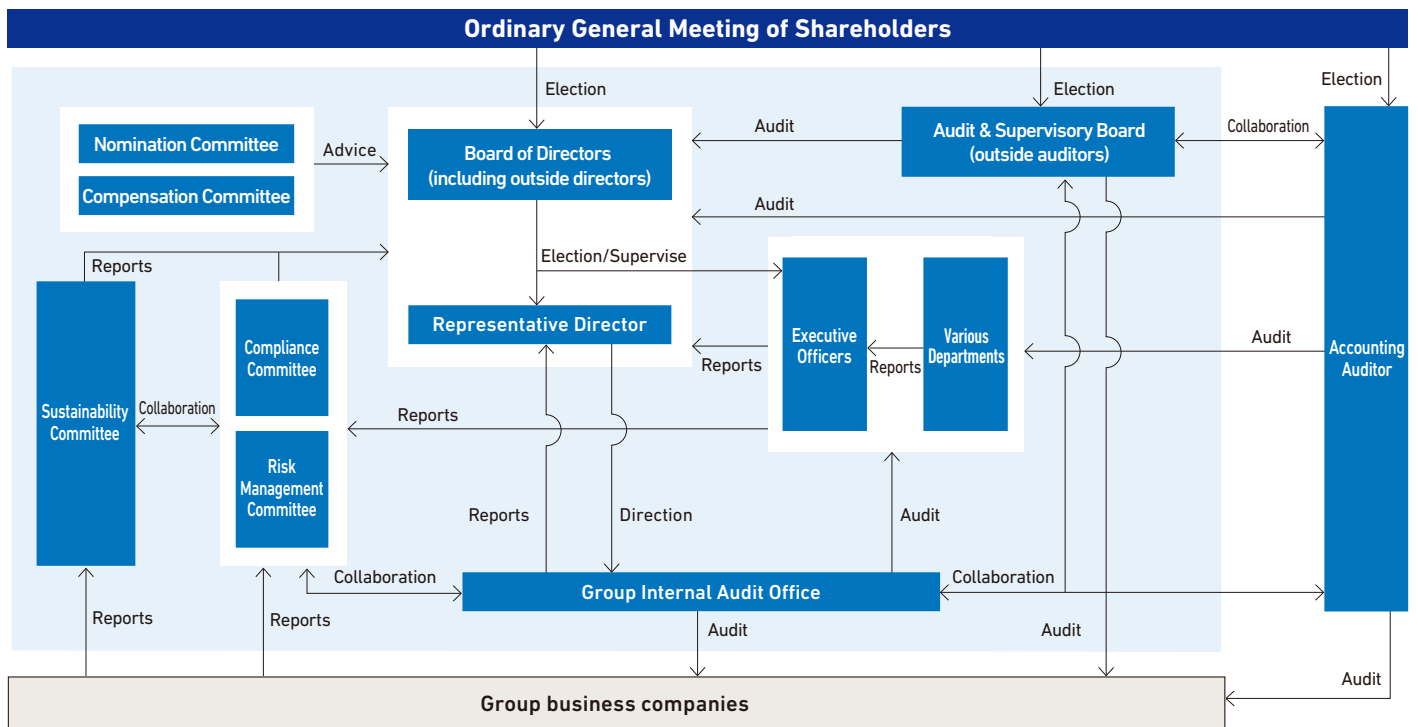 Ordinary General Meeting of Shareholders
Election
Election
Election
Nomination Committee
Compensation Committee
Advice
Board of Directors
(including outside directors)
Audit
Audit & Supervisory Board
(outside auditors)
Collaboration
Audit
Reports
Election/Supervise
Representative Director
Executive
Officers
Reports
Various
Departments
Reports
Audit
Accounting
Auditor
Sustainability
Committee
Collaboration
Compliance
Committee
Risk
Management
Committee
Reports
Reports
Direction
Audit
Collaboration
Group Internal Audit Office
Collaboration
Reports
Reports
Audit
Audit
Audit
Group business companies